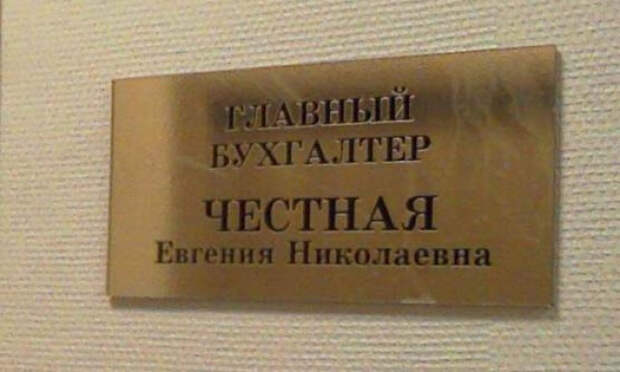 ГЛАВНЫЙ
БУХГАЛТЕР
ЧЕСТНАЯ
Евгения Николаевна